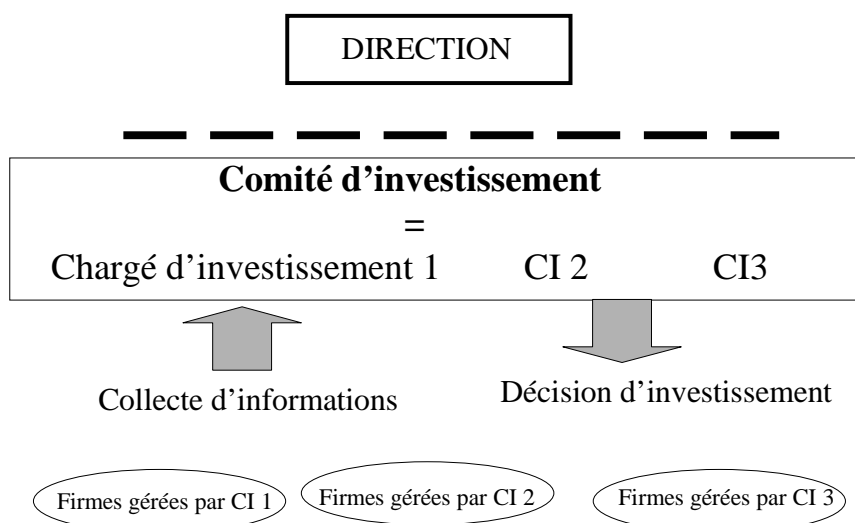 DIRECTION
Comité d’investissement
=
Chargé d’investissement 1 CI 2 CI3
Collecte d’informations Décision d’investissement
Firmes gérées par CI 1 Firmes gérées par CI 2 Firmes gérées par CI 3